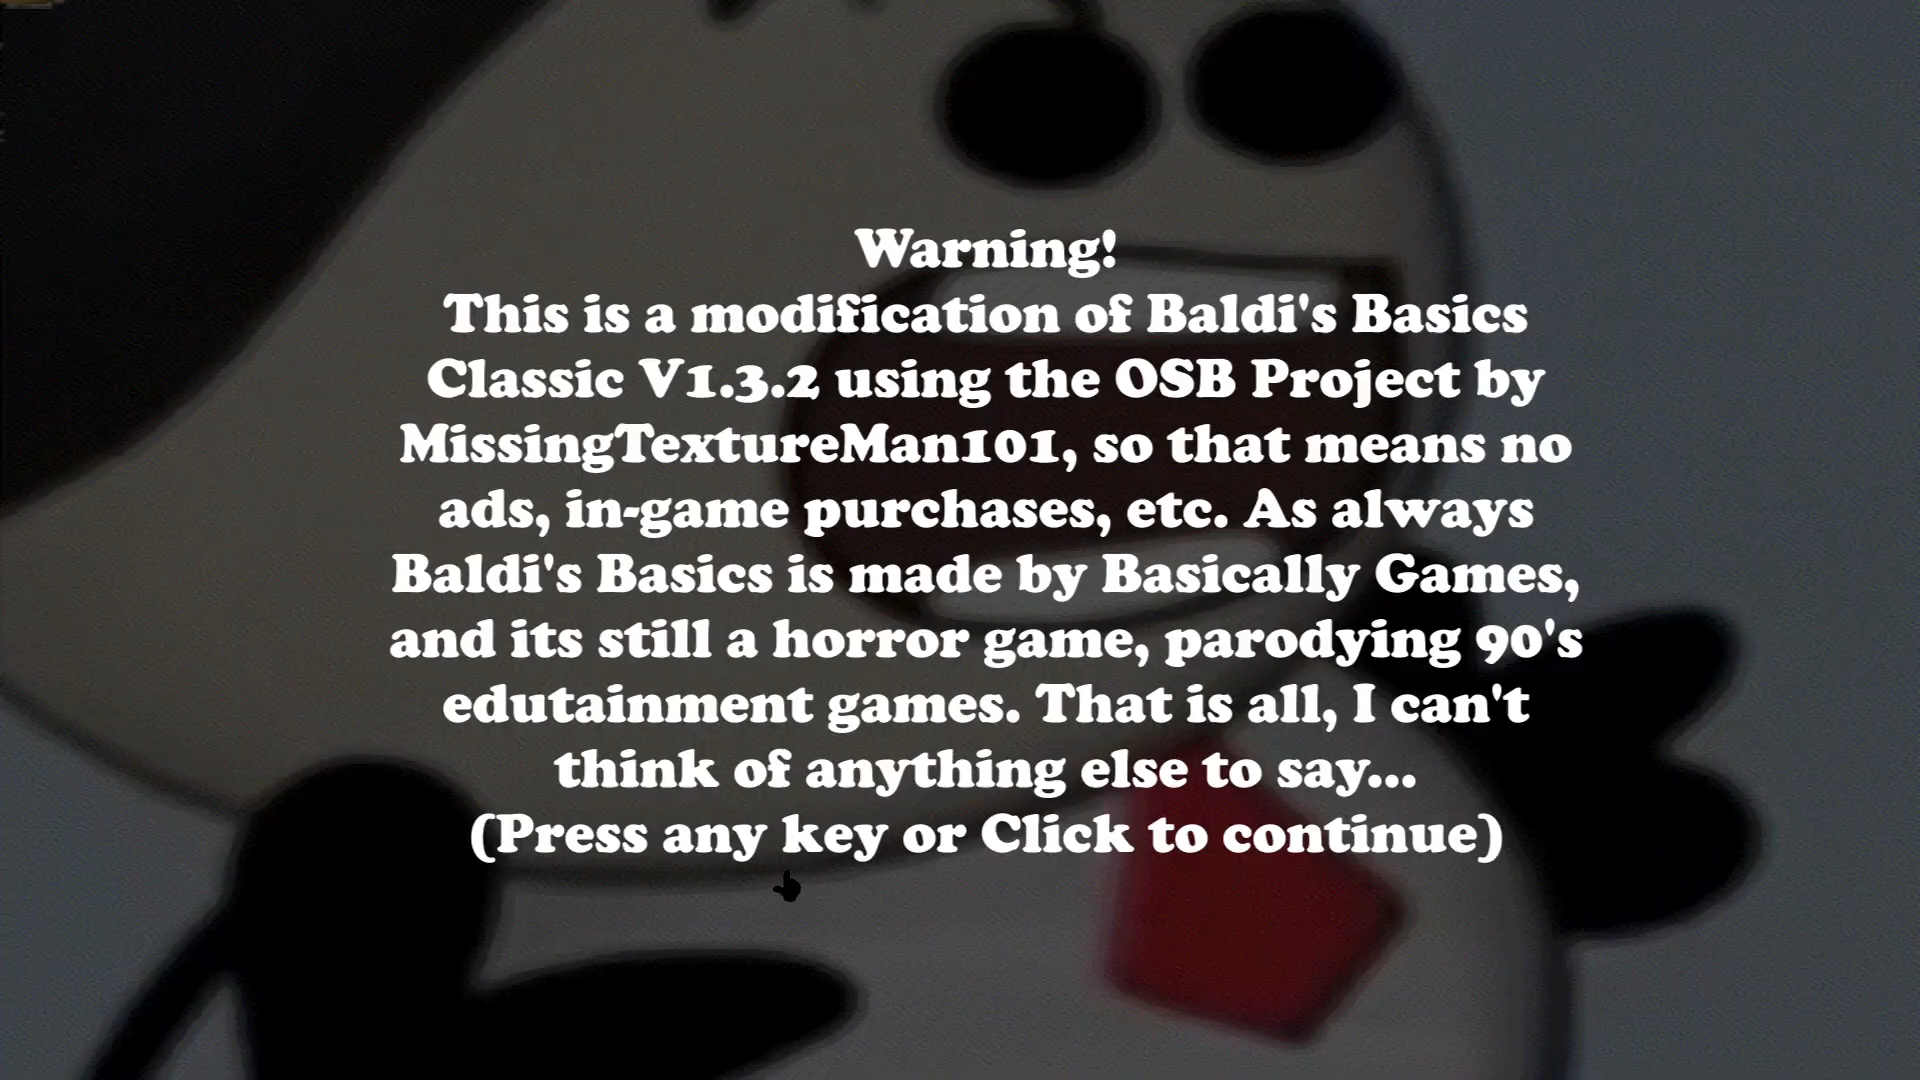 Warning!
This is a modification of Baldi's Basics
Classic V1.3.2 using the OSB Project by
MissingTextureMan101, so that means no
ads, in-game purchases, etc. As always
Baldi's Basics is made by Basically Games,
and its still a horror game, parodying 90's
edutainment games. That is all, I can't
think of anything else to say...
(Press any key or Click to continue)